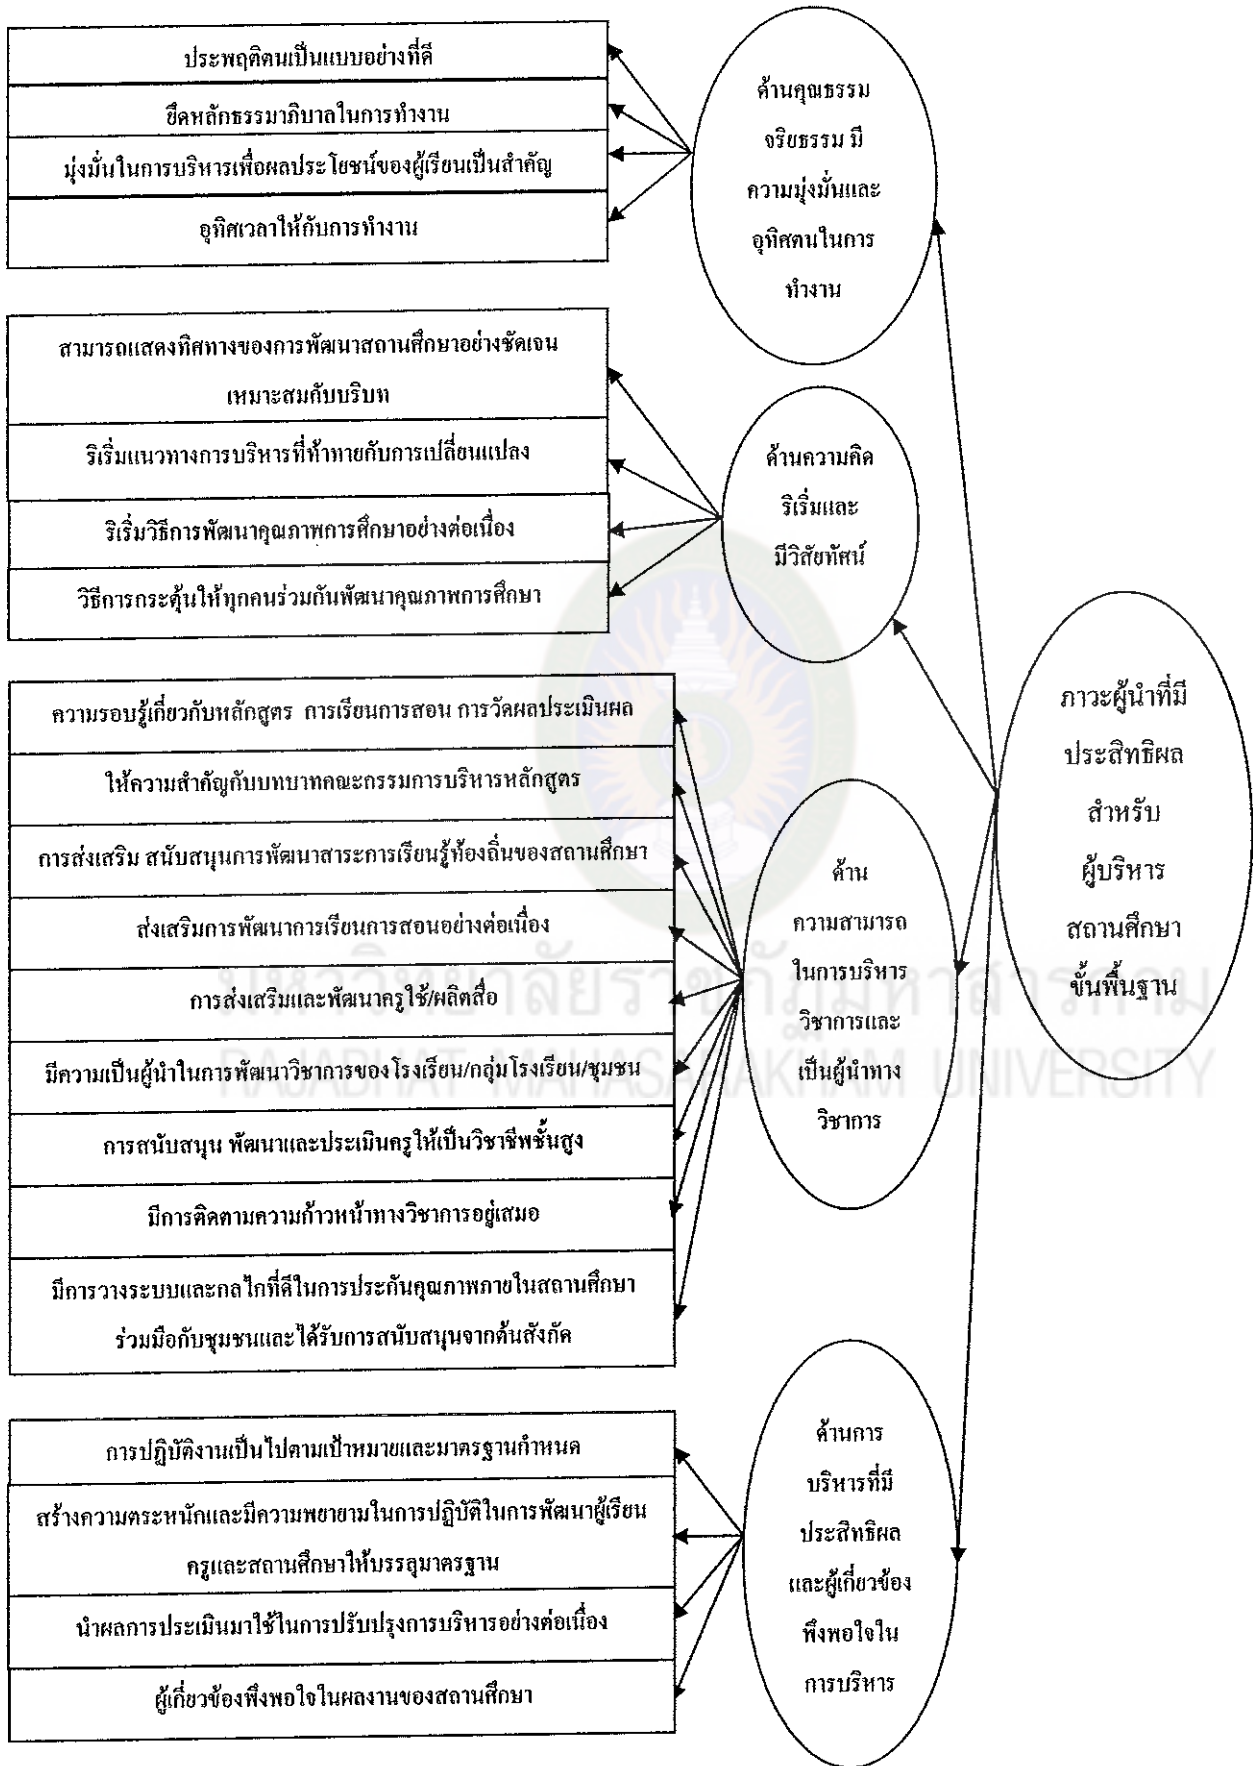 ประพฤติตนเป็นแบบอย่างที่ดี
ยึดหลักธรรมาภิบาลในการทำงาน
มุ่งมั่นในการบริหารเพื่อผลประโยชน์ของผู้เรียนเป็นสำคัญ
อุทิศเวลาให้กับการทำงาน
ด้านคุณธรรม
จริยธรรม มี
ความมุ่งมั่นและ
อุทิศตนในการ
ทำงาน
สามารถแสดงทิศทางของการพัฒนาสถานศึกษาอย่างชัดเจน
เหมาะสมกับบริบท
ริเริ่มแนวทางการบริหารที่ท้าทายกับการเปลี่ยนแปลง
ริเริ่มวิธีการพัฒนาคุณภาพการศึกษาอย่างต่อเนื่อง
วิธีการกระตุ้นให้ทุกคนร่วมกันพัฒนาคุณภาพการศึกษา
ด้านความคิด
ริเริ่มและ
มีวิสัยทัศน์
ความรอบรู้เกี่ยวกับหลักสูตร การเรียนการสอน การวัดผลประเมินผล
ให้ความสำคัญกับบทบาทคณะกรรมการบริหารหลักสูตร
การส่งเสริม สนับสนุนการพัฒนาสาระการเรียนรู้ท้องถิ่นของสถานศึกษา
ส่งเสริมการพัฒนาการเรียนการสอนอย่างต่อเนื่อง
การส่งเสริมและพัฒนาครูใช้/ผลิตสื่อ
มีความเป็นผู้นำในการพัฒนาวิชาการของโรงเรียน/กลุ่มโรงเรียน/ชุมชน
การสนับสนุน พัฒนาและประเมินครูให้เป็นวิชาชีพชั้นสูง
มีการติดตามความก้าวหน้าทางวิชาการอยู่เสมอ
มีการวางระบบและกลไกที่ดีในการประกันคุณภาพภายในสถานศึกษา
ร่วมมือกับชุมชนและได้รับการสนับสนุนจากต้นสังกัด
ด้าน
ความสามารถ
ในการบริหาร
วิชาการและ
เป็นผู้นำทาง
วิชาการ
การปฏิบัติงานเป็นไปตามเป้าหมายและมาตรฐานกำหนด
สร้างความตระหนักและมีความพยายามในการปฏิบัติในการพัฒนาผู้เรียน
ครูและสถานศึกษาให้บรรลุมาตรฐาน
นำผลการประเมินมาใช้ในการปรับปรุงการบริหารอย่างต่อเนื่อง
ผู้เกี่ยวข้องพึงพอใจในผลงานของสถานศึกษา
ด้านการ
บริหารที่มี
ประสิทธิผล
และผู้เกี่ยวข้อง
พึงพอใจใน
การบริหาร
ภาวะผู้นำที่มี
ประสิทธิผล
สำหรับ
ผู้บริหาร
สถานศึกษา
ขั้นพื้นฐาน
มหาวิทยาลัยราชภัฏมหาสารคาม
RAJABHAT MAHASARAKHAM UNIVERSITY